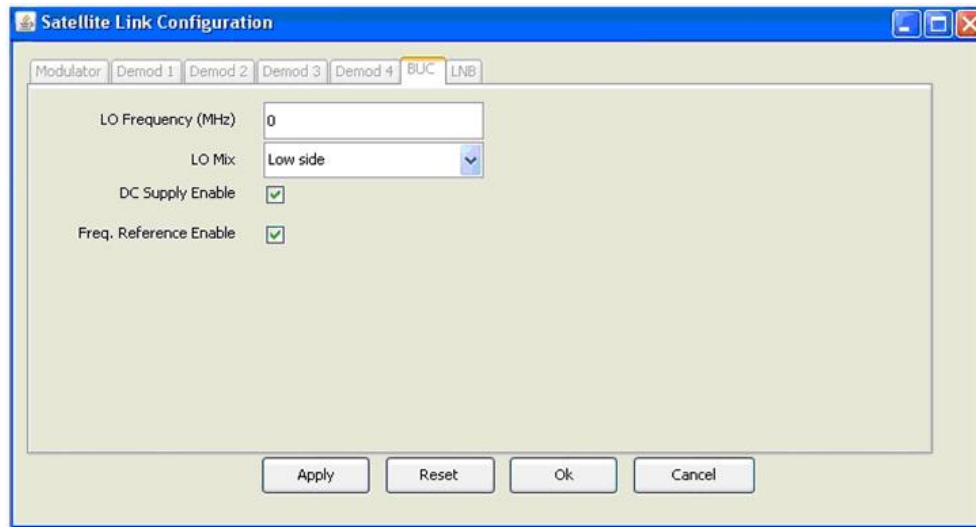 Satellite Link Configuration
Modulator Demod 1 Demod 2 Demod 3 Demod 4 BUC LNB
LO Frequency (MHz) 0
LO Mix Low side
DC Supply Enable
Freq. Reference Enable
Apply Reset Ok Cancel